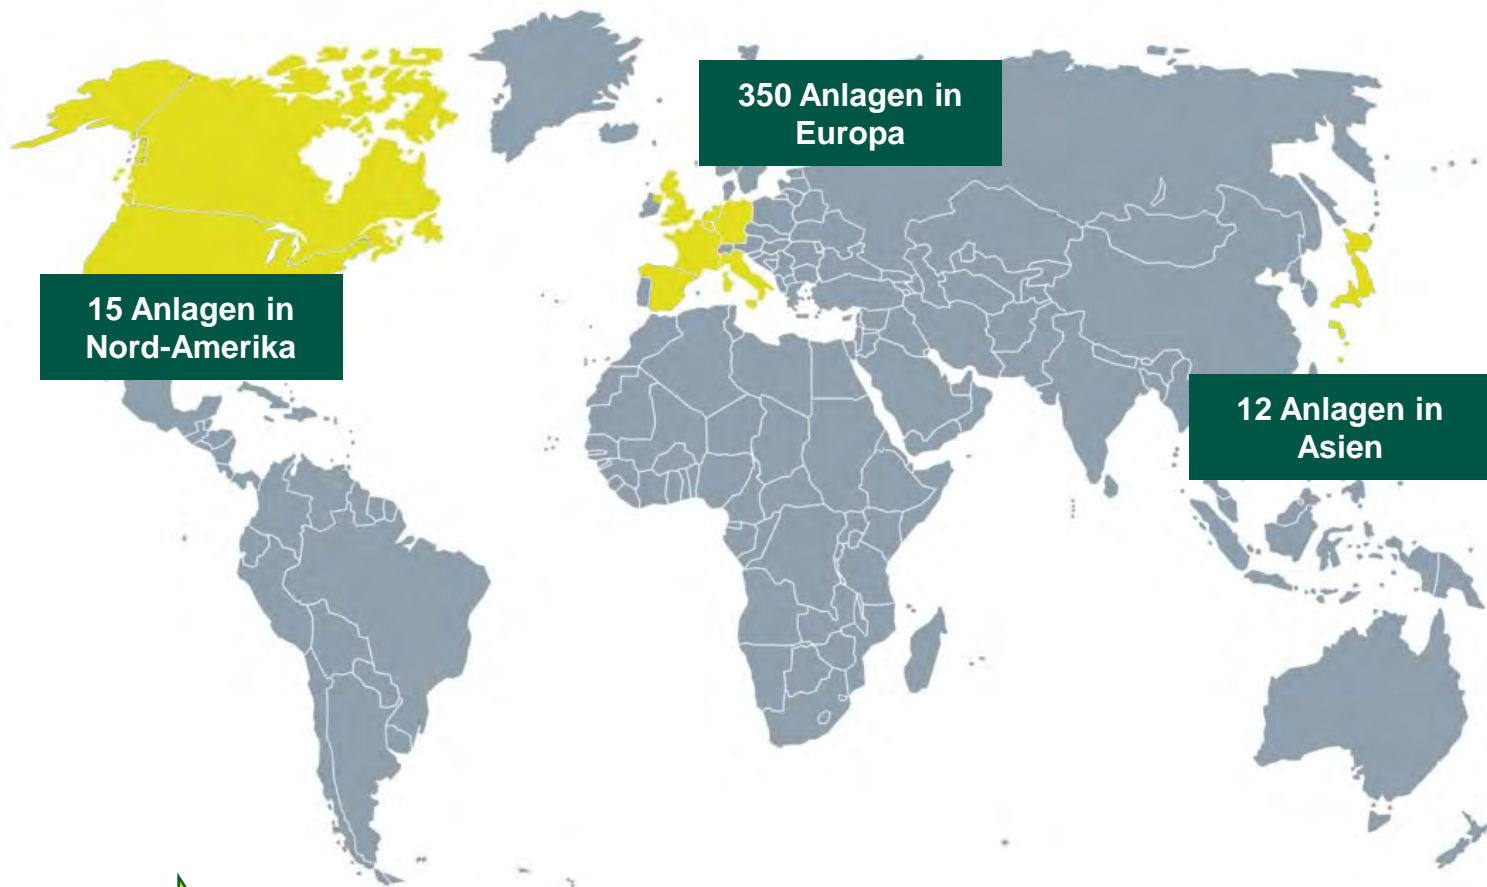 350 Anlagen in
Europa
15 Anlagen in
Nord-Amerika
12 Anlagen in
Asien